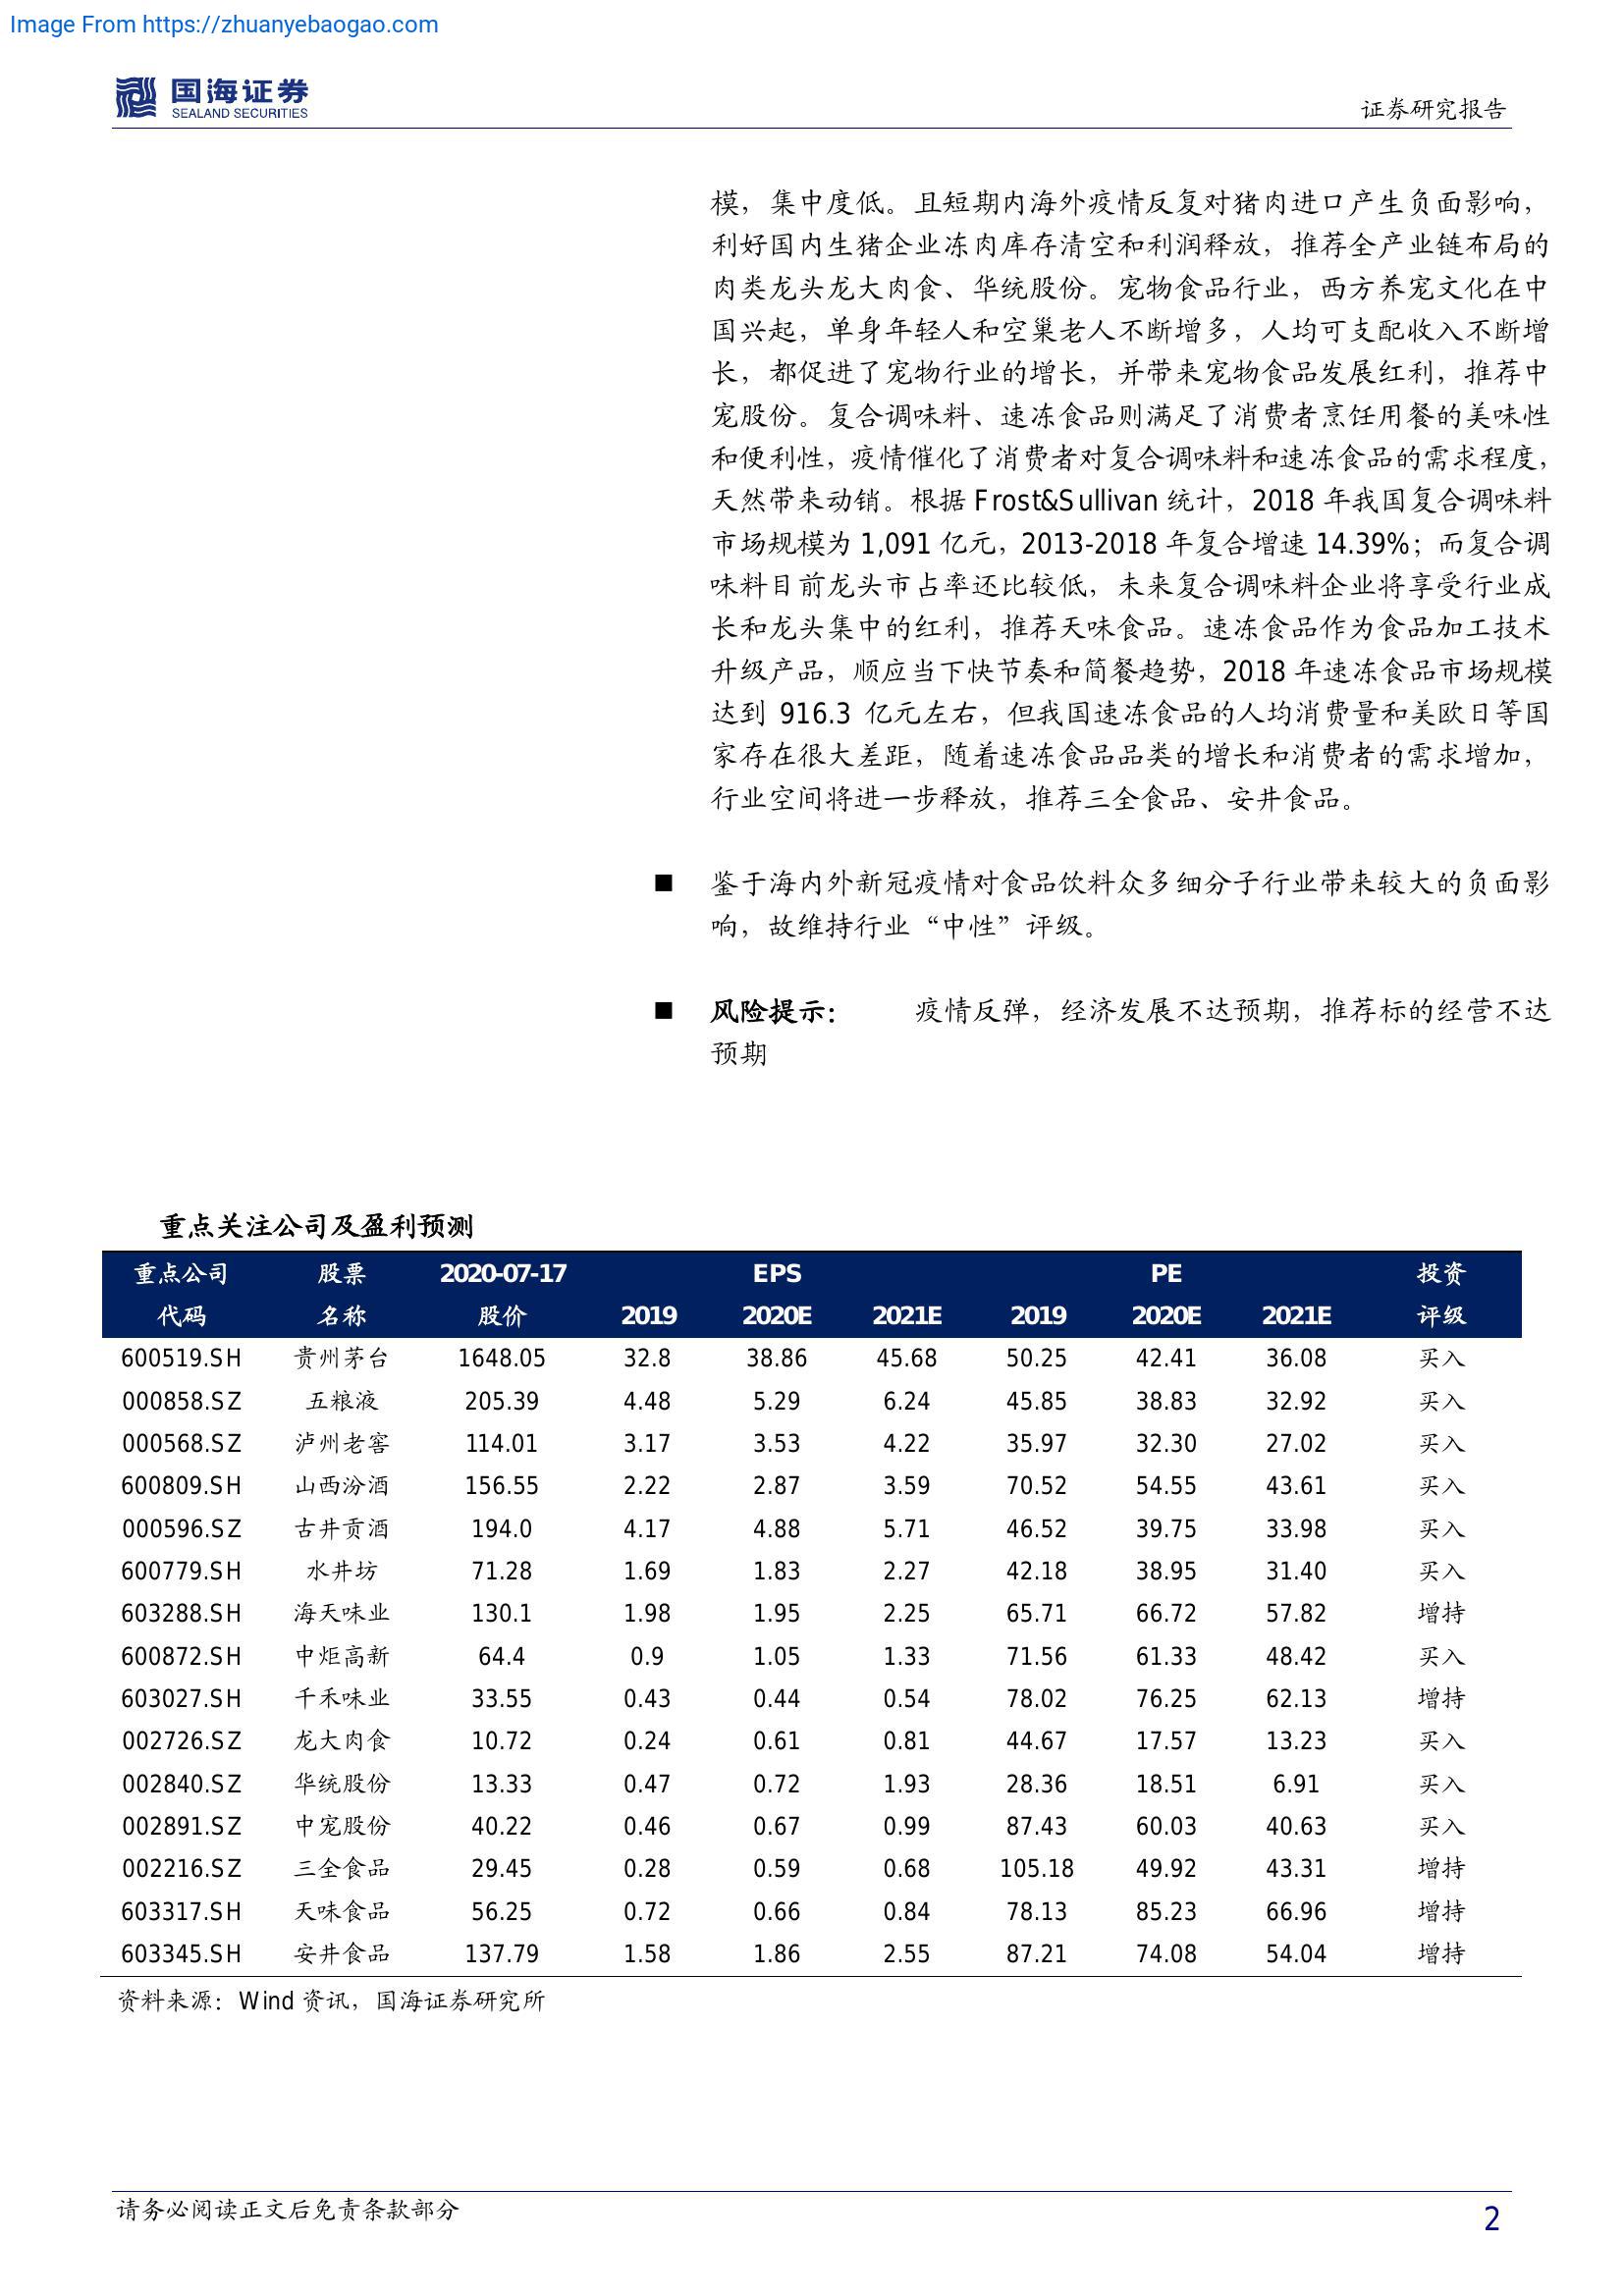 Image From https://zhuanyebaogao.com
国海证券
SEALAND SECURITIES
证券研究报告
模，集中度低。且短期内海外疫情反复对猪肉进口产生负面影响，
利好国内生猪企业冻肉库存清空和利润释放，推荐全产业链布局的
肉类龙头龙大肉食、华统股份。宠物食品行业，西方养宠文化在中
国兴起，单身年轻人和空巢老人不断增多，人均可支配收入不断增
长，都促进了宠物行业的增长，并带来宠物食品发展红利，推荐中
宠股份。复合调味料、速冻食品则满足了消费者烹饪用餐的美味性
和便利性，疫情催化了消费者对复合调味料和速冻食品的需求程度，
天然带来动销。根据 Frost&Sullivan 统计，2018 年我国复合调味料
市场规模为 1,091 亿元，2013-2018 年复合增速 14.39%；而复合调
味料目前龙头市占率还比较低，未来复合调味料企业将享受行业成
长和龙头集中的红利，推荐天味食品。速冻食品作为食品加工技术
升级产品，顺应当下快节奏和简餐趋势，2018 年速冻食品市场规模
达到 916.3 亿元左右，但我国速冻食品的人均消费量和美欧日等国
家存在很大差距，随着速冻食品品类的增长和消费者的需求增加，
行业空间将进一步释放，推荐三全食品、安井食品。
■ 鉴于海内外新冠疫情对食品饮料众多细分子行业带来较大的负面影
响，故维持行业“中性”评级。
■ 风险提示： 疫情反弹，经济发展不达预期，推荐标的经营不达
预期
重点关注公司及盈利预测
重点公司 股票 2020-07-17 EPS PE 投资
代码 名称 股价 2019 2020E 2021E 2019 2020E 2021E 评级
600519.SH 贵州茅台 1648.05 32.8 38.86 45.68 50.25 42.41 36.08 买入
000858.SZ 五粮液 205.39 4.48 5.29 6.24 45.85 38.83 32.92 买入
000568.SZ 泸州老窖 114.01 3.17 3.53 4.22 35.97 32.30 27.02 买入
600809.SH 山西汾酒 156.55 2.22 2.87 3.59 70.52 54.55 43.61 买入
000596.SZ 古井贡酒 194.0 4.17 4.88 5.71 46.52 39.75 33.98 买入
600779.SH 水井坊 71.28 1.69 1.83 2.27 42.18 38.95 31.40 买入
603288.SH 海天味业 130.1 1.98 1.95 2.25 65.71 66.72 57.82 增持
600872.SH 中炬高新 64.4 0.9 1.05 1.33 71.56 61.33 48.42 买入
603027.SH 千禾味业 33.55 0.43 0.44 0.54 78.02 76.25 62.13 增持
002726.SZ 龙大肉食 10.72 0.24 0.61 0.81 44.67 17.57 13.23 买入
002840.SZ 华统股份 13.33 0.47 0.72 1.93 28.36 18.51 6.91 买入
002891.SZ 中宠股份 40.22 0.46 0.67 0.99 87.43 60.03 40.63 买入
002216.SZ 三全食品 29.45 0.28 0.59 0.68 105.18 49.92 43.31 增持
603317.SH 天味食品 56.25 0.72 0.66 0.84 78.13 85.23 66.96 增持
603345.SH 安井食品 137.79 1.58 1.86 2.55 87.21 74.08 54.04 增持
资料来源：Wind 资讯，国海证券研究所
请务必阅读正文后免责条款部分
2